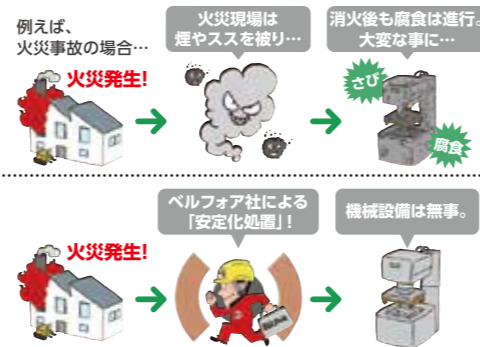 例えば、
火災事故の場合…
火災現場は
煙やススを被り…
消火後も腐食は進行。
大変な事に…
火災発生!
さび
腐食
ベルフォア社による
「安定化処置」!
機械設備は無事。
火災発生!